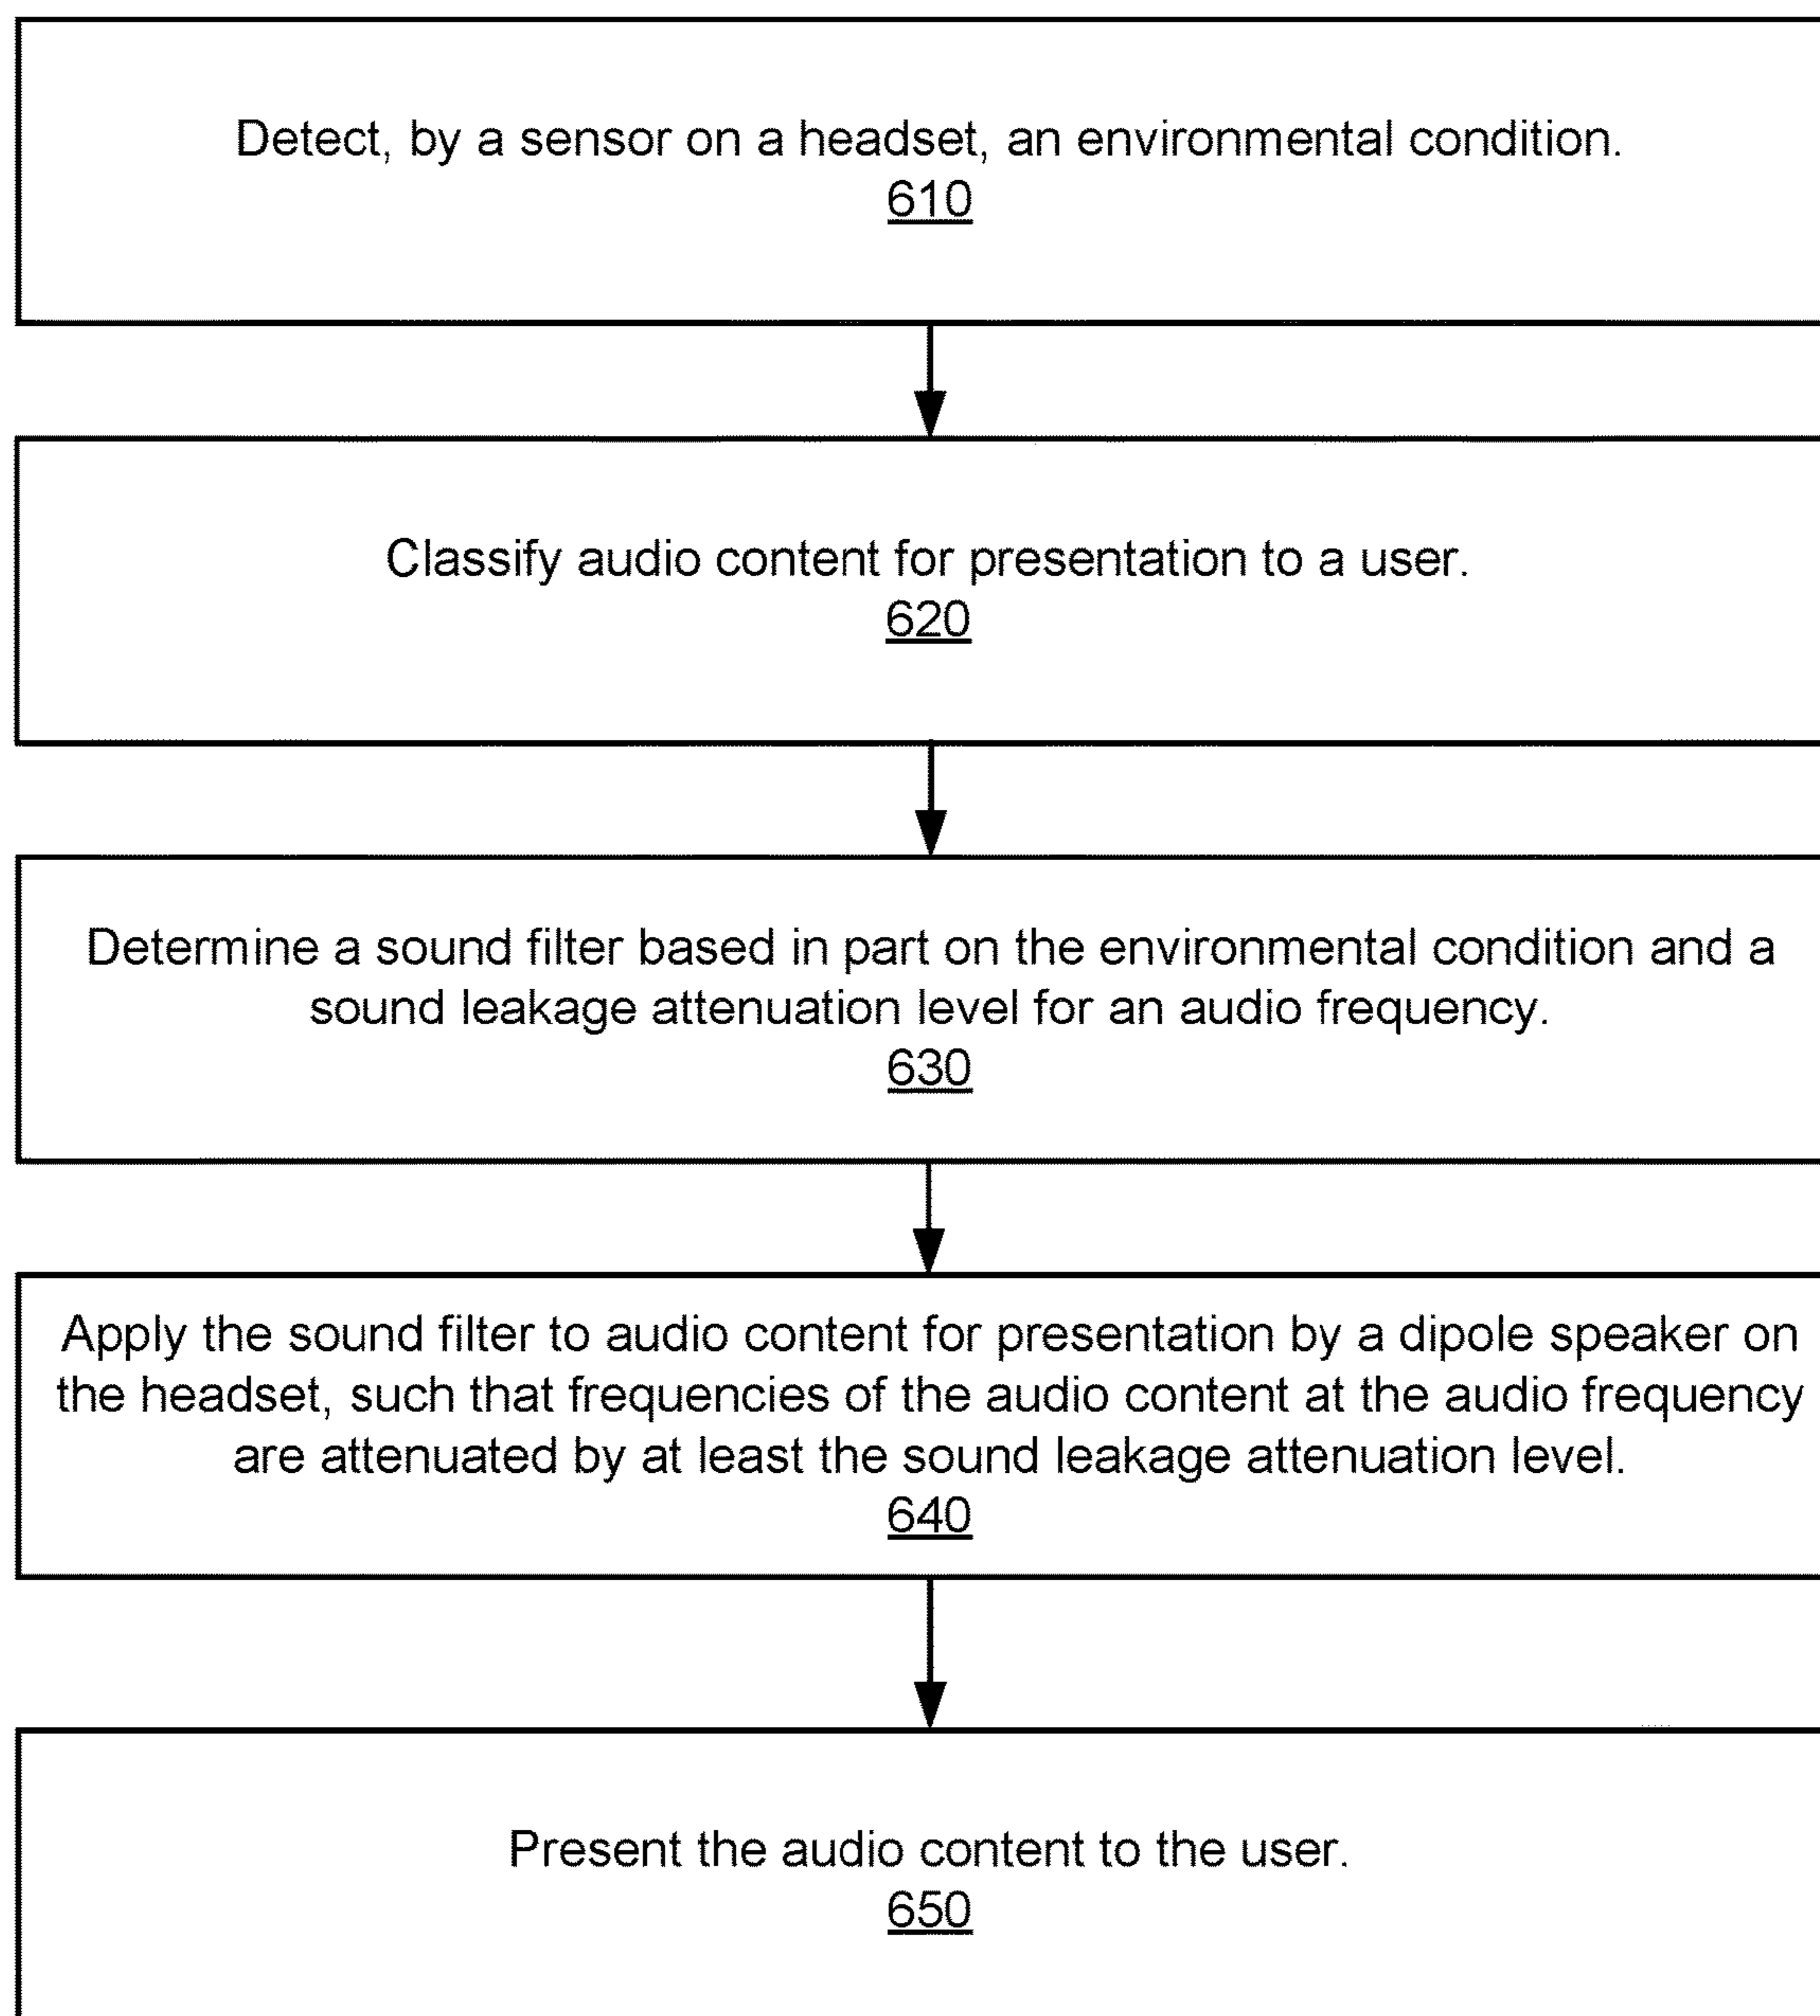 Detect, by a sensor on a headset, an environmental condition.
610
Classify audio content for presentation to a user.
620
Determine a sound filter based in part on the environmental condition and a
sound leakage attenuation level for an audio frequency.
630
Apply the sound filter to audio content for presentation by a dipole speaker on
the headset, such that frequencies of the audio content at the audio frequency
are attenuated by at least the sound leakage attenuation level.
640
Present the audio content to the user.
650